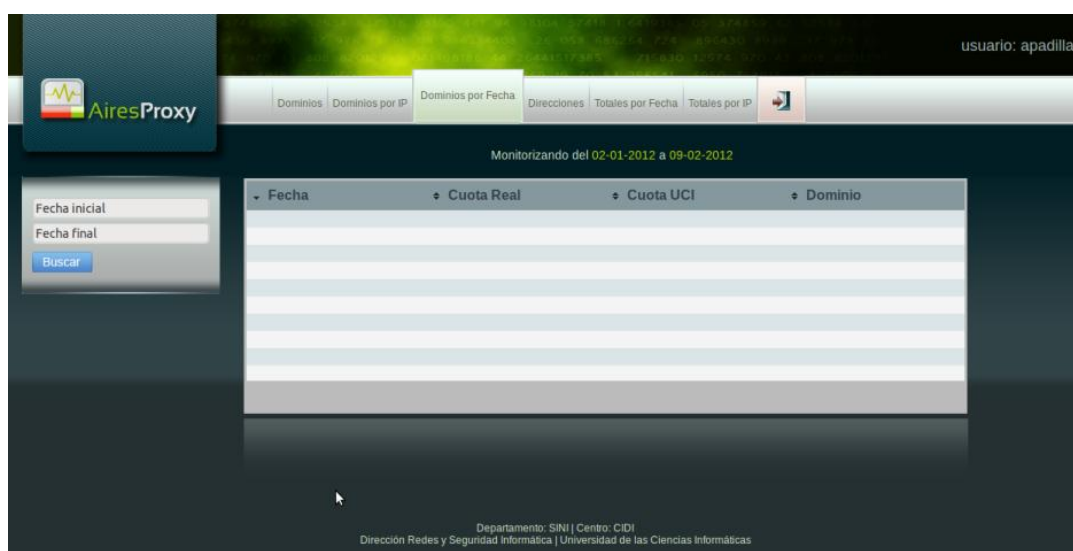 usuario: apadilla
AiresProxy
Dominios
Dominios por IP
Dominios por Fecha
Direcciones
Totales por Fecha
Totales por IP
Monitorizando del 02-01-2012 a 09-02-2012
Fecha inicial
Fecha final
Buscar
Fecha Cuota Real Cuota UCI Dominio
Departamento: SINI | Centro: CIDI
Dirección Redes y Seguridad Informática | Universidad de las Ciencias Informáticas